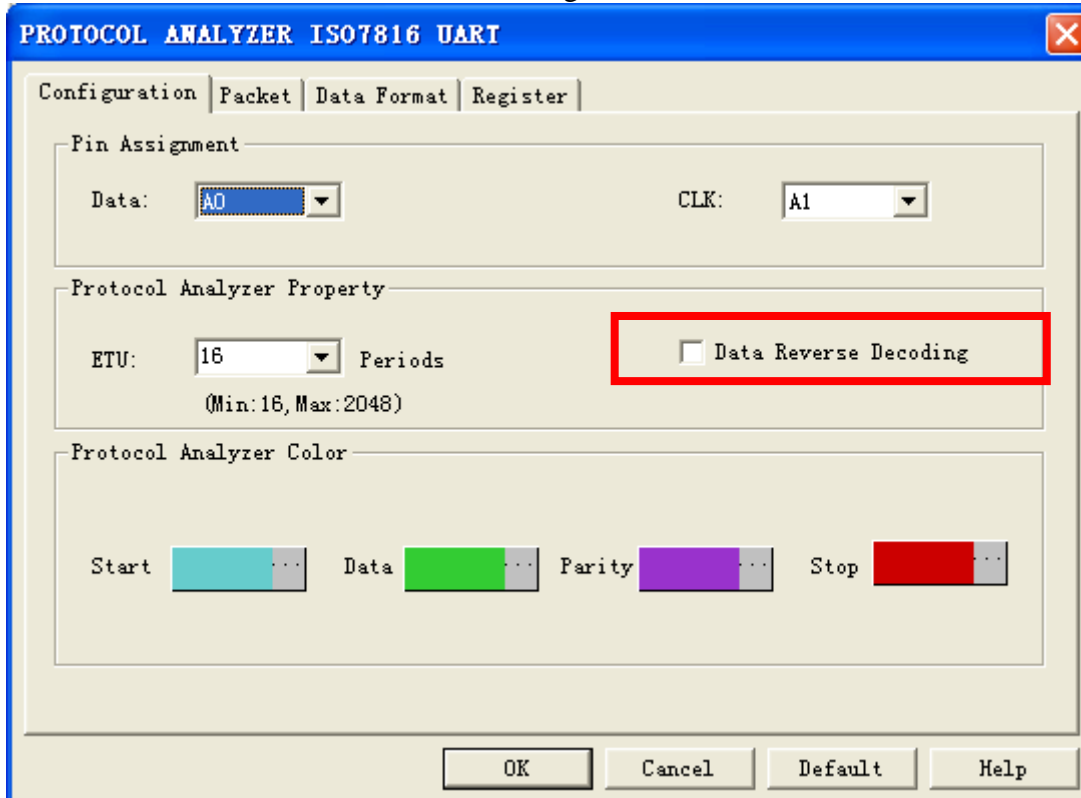 PROTOCOL ANALYZER ISO7816 UART
Configuration Packet Data Format Register
Pin Assignment
Data: A0 CLK: A1
Protocol Analyzer Property
ETU: 16 Periods Data Reverse Decoding
(Min:16,Max:2048)
Protocol Analyzer Color
Start ... Data ... Parity ... Stop ...
OK Cancel Default Help